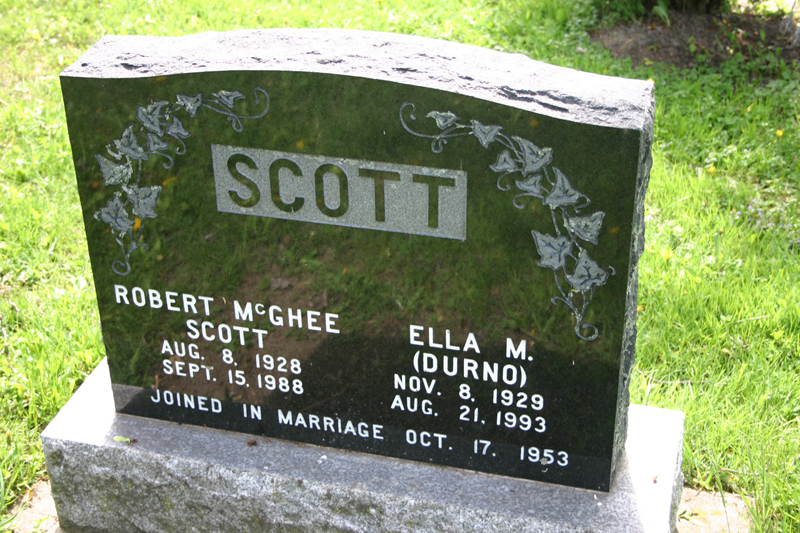 SCOTT
ROBERT McGHEE
SCOTT
AUG. 8, 1928
SEPT. 15, 1988
ELLA M.
(DURNO)
NOV. 8, 1929
AUG. 21, 1993
JOINED IN MARRIAGE OCT. 17, 1953